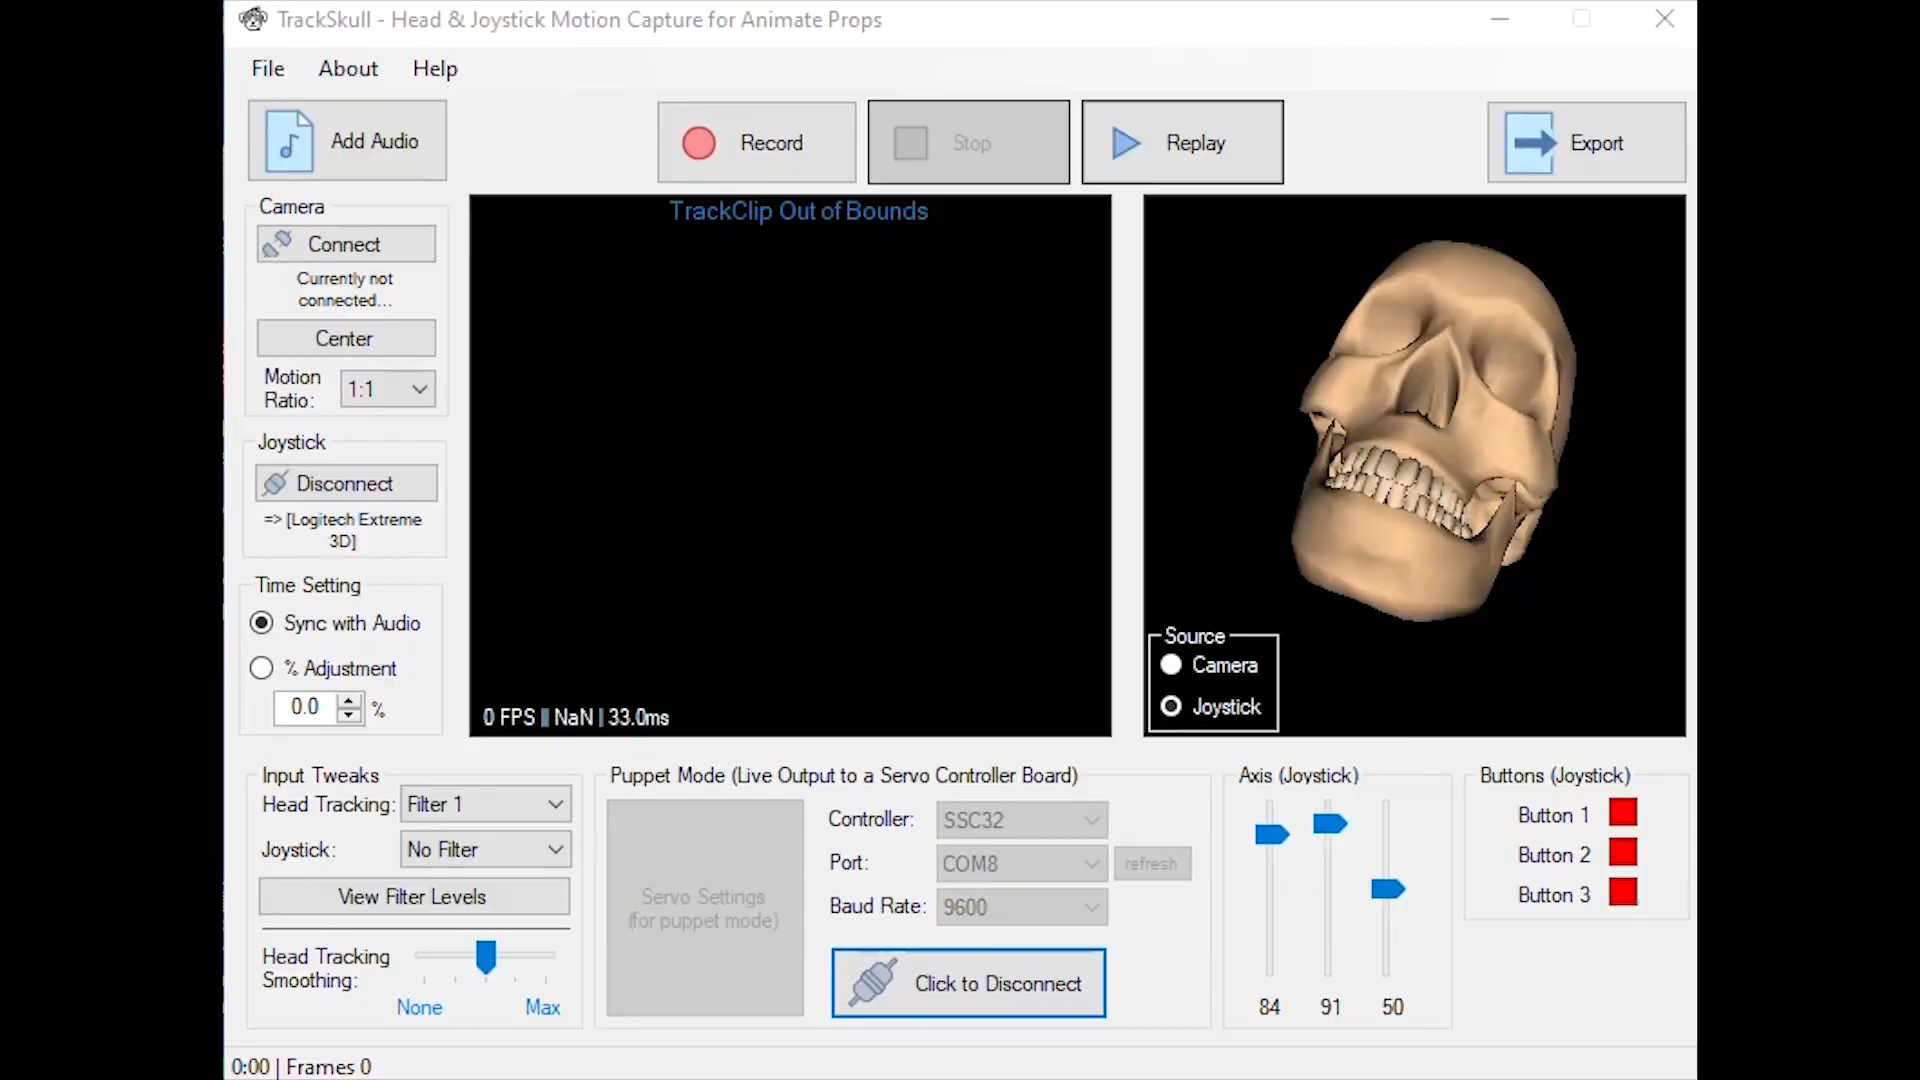 TrackSkull - Head & Joystick Motion Capture for Animate Props
File About Help
Add Audio
Record
Stop
Replay
Export
Camera
Connect
Currently not
connected...
Center
Motion
Ratio:
1:1
Joystick
Disconnect
=> [Logitech Extreme
3D]
Time Setting
Sync with Audio
% Adjustment
0.0 %
TrackClip Out of Bounds
0 FPS || NaN | 33.0ms
Source
Camera
Joystick
Input Tweaks
Head Tracking: Filter 1
Joystick: No Filter
View Filter Levels
Head Tracking
Smoothing:
None Max
Puppet Mode (Live Output to a Servo Controller Board)
Servo Settings
(for puppet mode)
Controller: SSC32
Port: COM8 refresh
Baud Rate: 9600
Click to Disconnect
Axis (Joystick)
84 91 50
Buttons (Joystick)
Button 1
Button 2
Button 3
0:00 | Frames 0